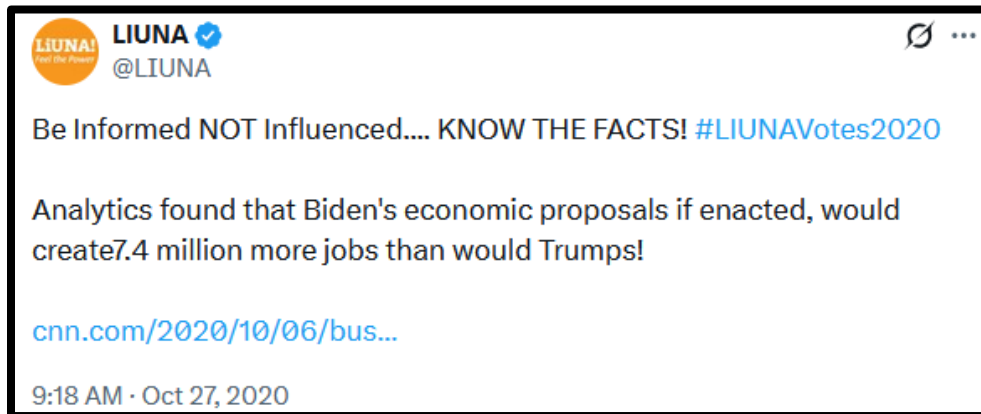 LIUNA!
Feel the Power
LIUNA
@LIUNA
Be Informed NOT Influenced.... KNOW THE FACTS! #LIUNAVotes2020
Analytics found that Biden's economic proposals if enacted, would
create7.4 million more jobs than would Trumps!
cnn.com/2020/10/06/bus...
9:18 AM · Oct 27, 2020